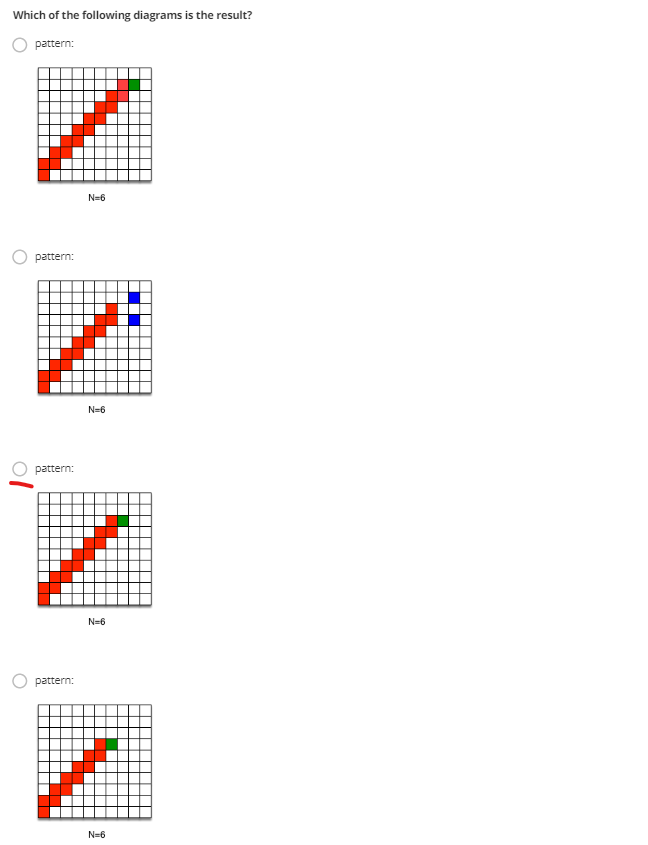 Which of the following diagrams is the result?
pattern:
N=6
pattern:
N=6
pattern:
N=6
pattern:
N=6